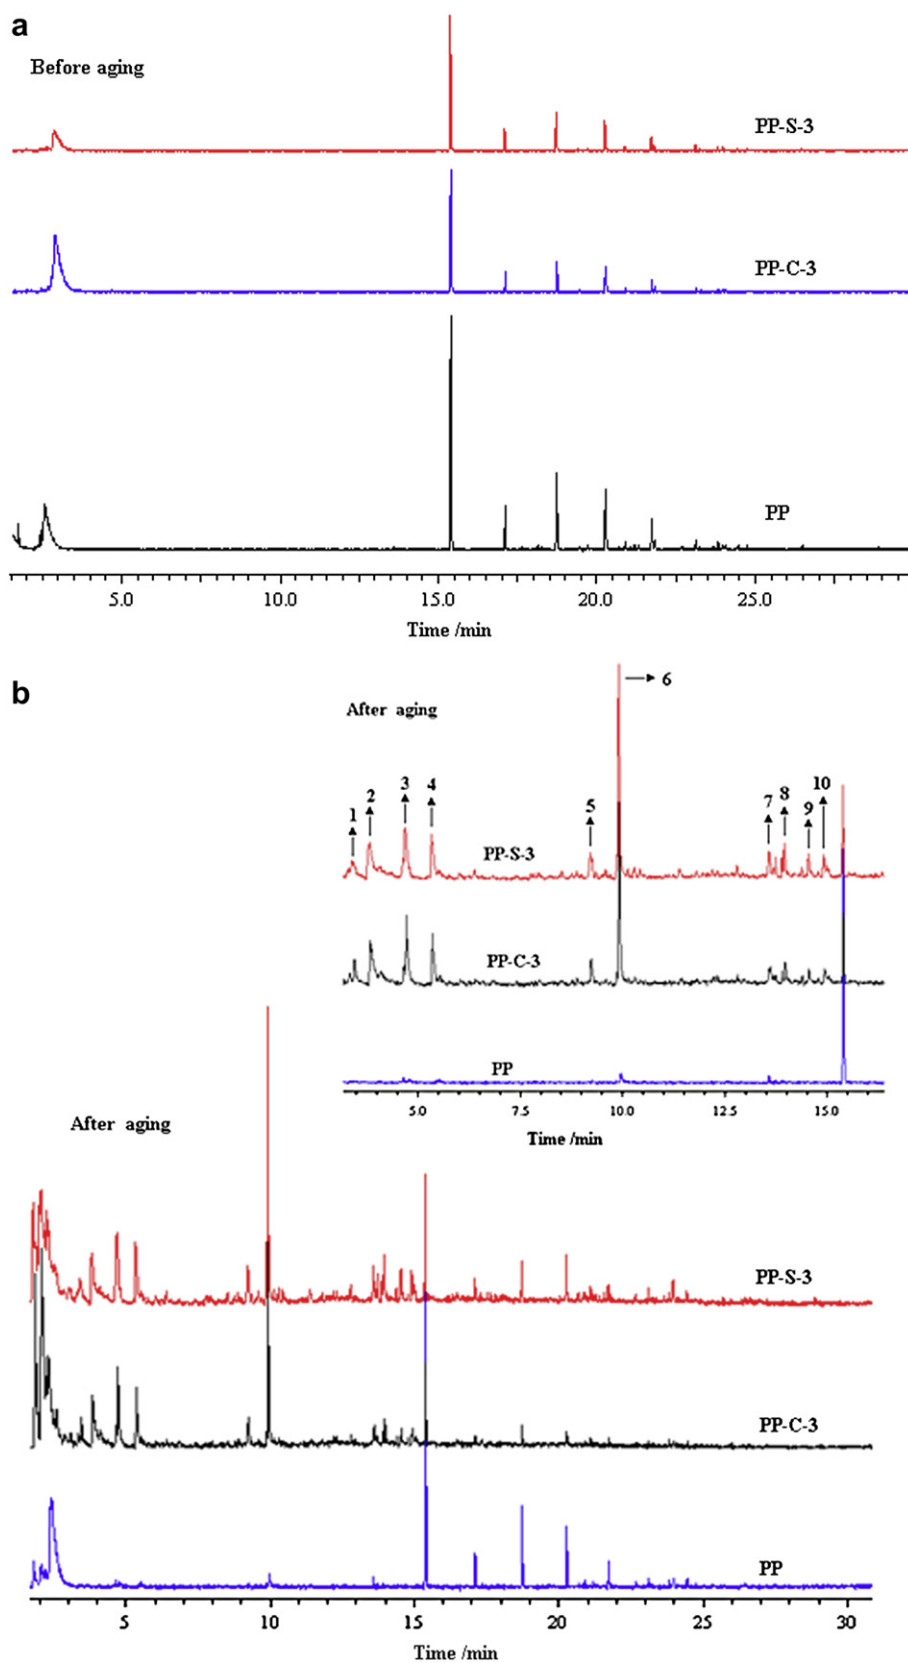 a
Before aging
PP-S-3
PP-C-3
PP
5.0 10.0 15.0 20.0 25.0
Time /min
b
After aging
1 2 3 4 5 6 7 8 9 10
PP-S-3
PP-C-3
PP
5.0 7.5 10.0 12.5 15.0
Time /min
After aging
PP-S-3
PP-C-3
PP
5 10 15 20 25 30
Time /min